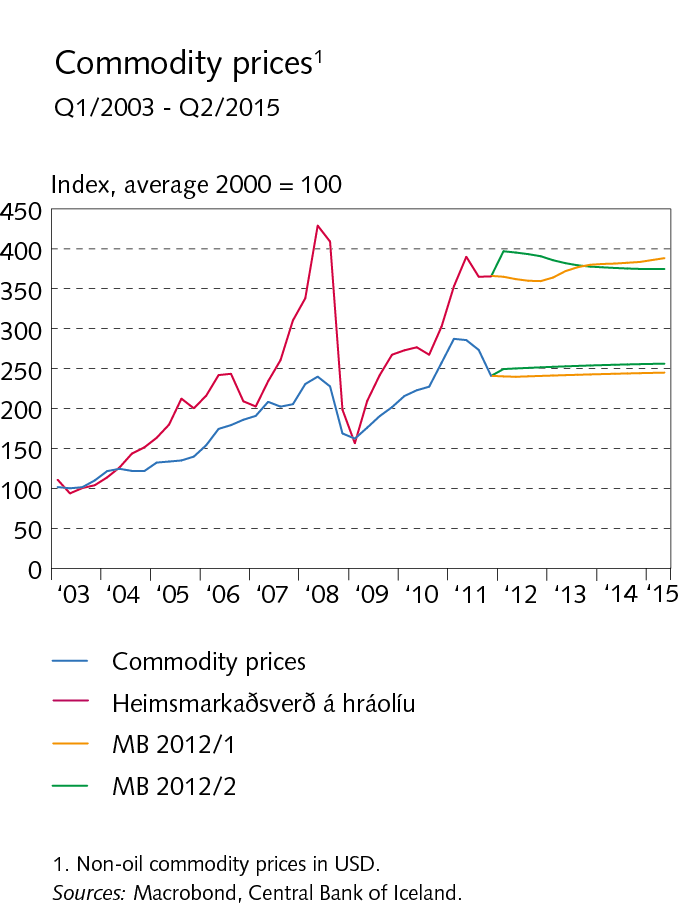 Commodity prices¹
Q1/2003 - Q2/2015
Index, average 2000 = 100
450
400
350
300
250
200
150
100
50
0
‘03 ‘04 ‘05 ‘06 ‘07 ‘08 ‘09 ‘10 ‘11 ‘12 ‘13 ‘14 ‘15
Commodity prices
Heimsmarkaðsverð á hráolíu
MB 2012/1
MB 2012/2
1. Non-oil commodity prices in USD.
Sources: Macrobond, Central Bank of Iceland.